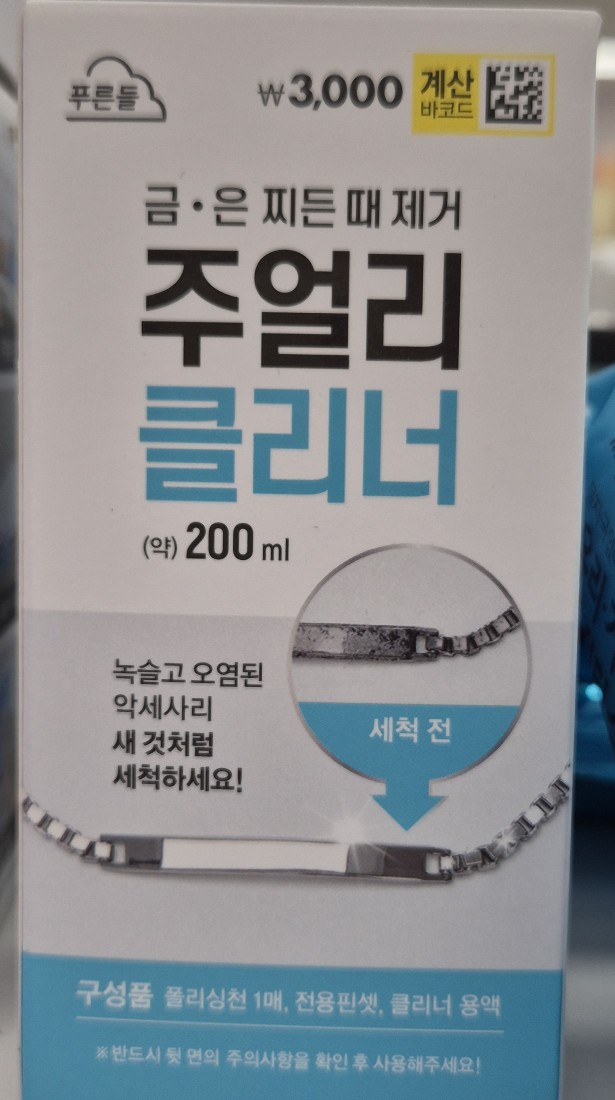 푸른들
₩3,000
계산
바코드
금·은 찌든 때 제거
주얼리
클리너
(약) 200 ml
녹슬고 오염된
악세사리
새 것처럼
세척하세요!
세척 전
구성품 폴리싱천 1매, 전용핀셋, 클리너 용액
※반드시 뒷 면의 주의사항을 확인 후 사용해주세요!